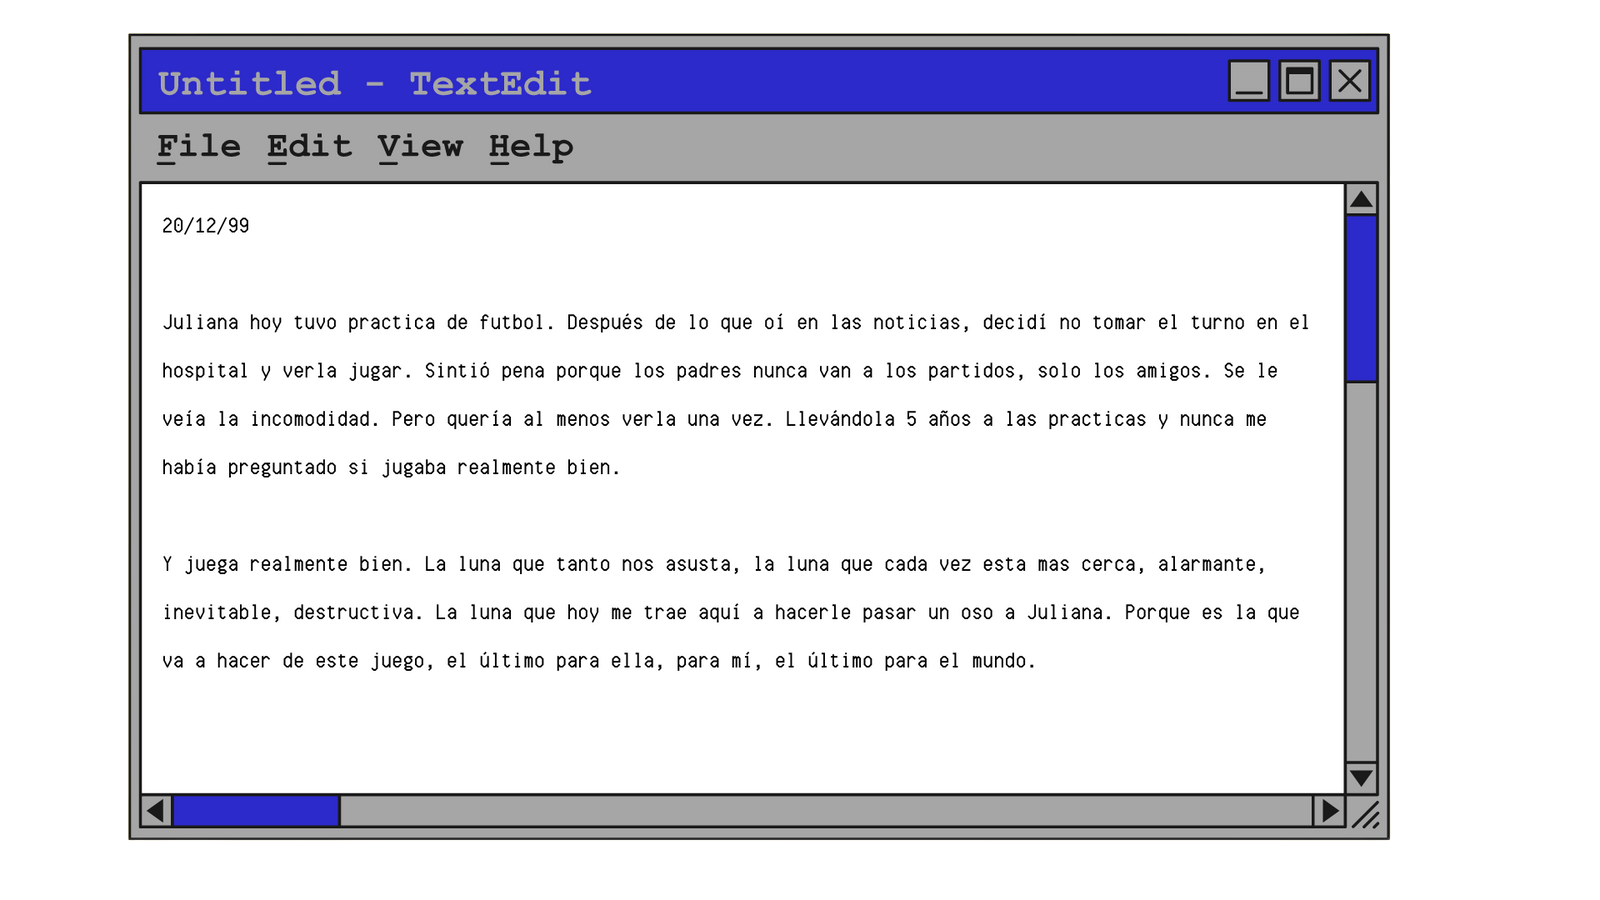 Untitled - TextEdit
File Edit View Help
20/12/99
Juliana hoy tuvo practica de futbol. Después de lo que oí en las noticias, decidí no tomar el turno en el
hospital y verla jugar. Sintió pena porque los padres nunca van a los partidos, solo los amigos. Se le
veía la incomodidad. Pero quería al menos verla una vez. Llevándola 5 años a las practicas y nunca me
había preguntado si jugaba realmente bien.
Y juega realmente bien. La luna que tanto nos asusta, la luna que cada vez esta mas cerca, alarmante,
inevitable, destructiva. La luna que hoy me trae aquí a hacerle pasar un oso a Juliana. Porque es la que
va a hacer de este juego, el último para ella, para mí, el último para el mundo.